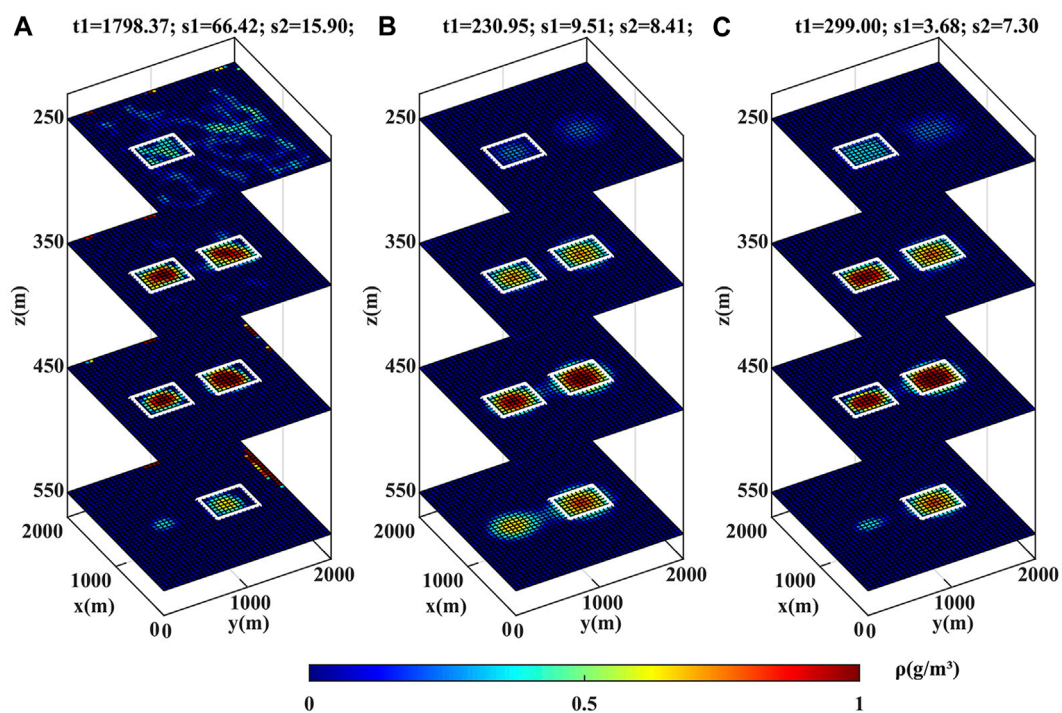 A t1=1798.37; s1=66.42; s2=15.90; B t1=230.95; s1=9.51; s2=8.41; C t1=299.00; s1=3.68; s2=7.30
250 250 250
350 350 350
z(m) z(m) z(m)
450 450 450
550 550 550
2000 2000 2000
2000 2000 2000
1000 1000 1000
1000 1000 1000
x(m) y(m) x(m) y(m) x(m) y(m)
0 0 0 0 0 0
ρ(g/m³)
0 0.5 1